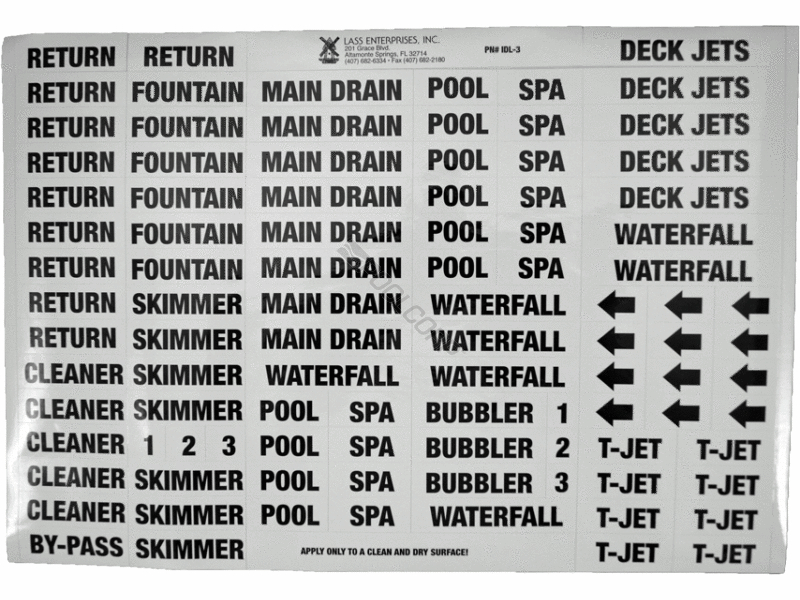 LASS ENTERPRISES, INC.
201 Grace Blvd.
Altamonte Springs, FL 32714
(407) 682-6334 • Fax (407) 682-2180
PN# IDL-3
RETURN RETURN DECK JETS
RETURN FOUNTAIN MAIN DRAIN POOL SPA DECK JETS
RETURN FOUNTAIN MAIN DRAIN POOL SPA DECK JETS
RETURN FOUNTAIN MAIN DRAIN POOL SPA DECK JETS
RETURN FOUNTAIN MAIN DRAIN POOL SPA DECK JETS
RETURN FOUNTAIN MAIN DRAIN POOL SPA WATERFALL
RETURN FOUNTAIN MAIN DRAIN POOL SPA WATERFALL
RETURN SKIMMER MAIN DRAIN WATERFALL
RETURN SKIMMER MAIN DRAIN WATERFALL
CLEANER SKIMMER WATERFALL WATERFALL
CLEANER SKIMMER POOL SPA BUBBLER 1
CLEANER 1 2 3 POOL SPA BUBBLER 2 T-JET T-JET
CLEANER SKIMMER POOL SPA BUBBLER 3 T-JET T-JET
CLEANER SKIMMER POOL SPA WATERFALL T-JET T-JET
BY-PASS SKIMMER APPLY ONLY TO A CLEAN AND DRY SURFACE! T-JET T-JET